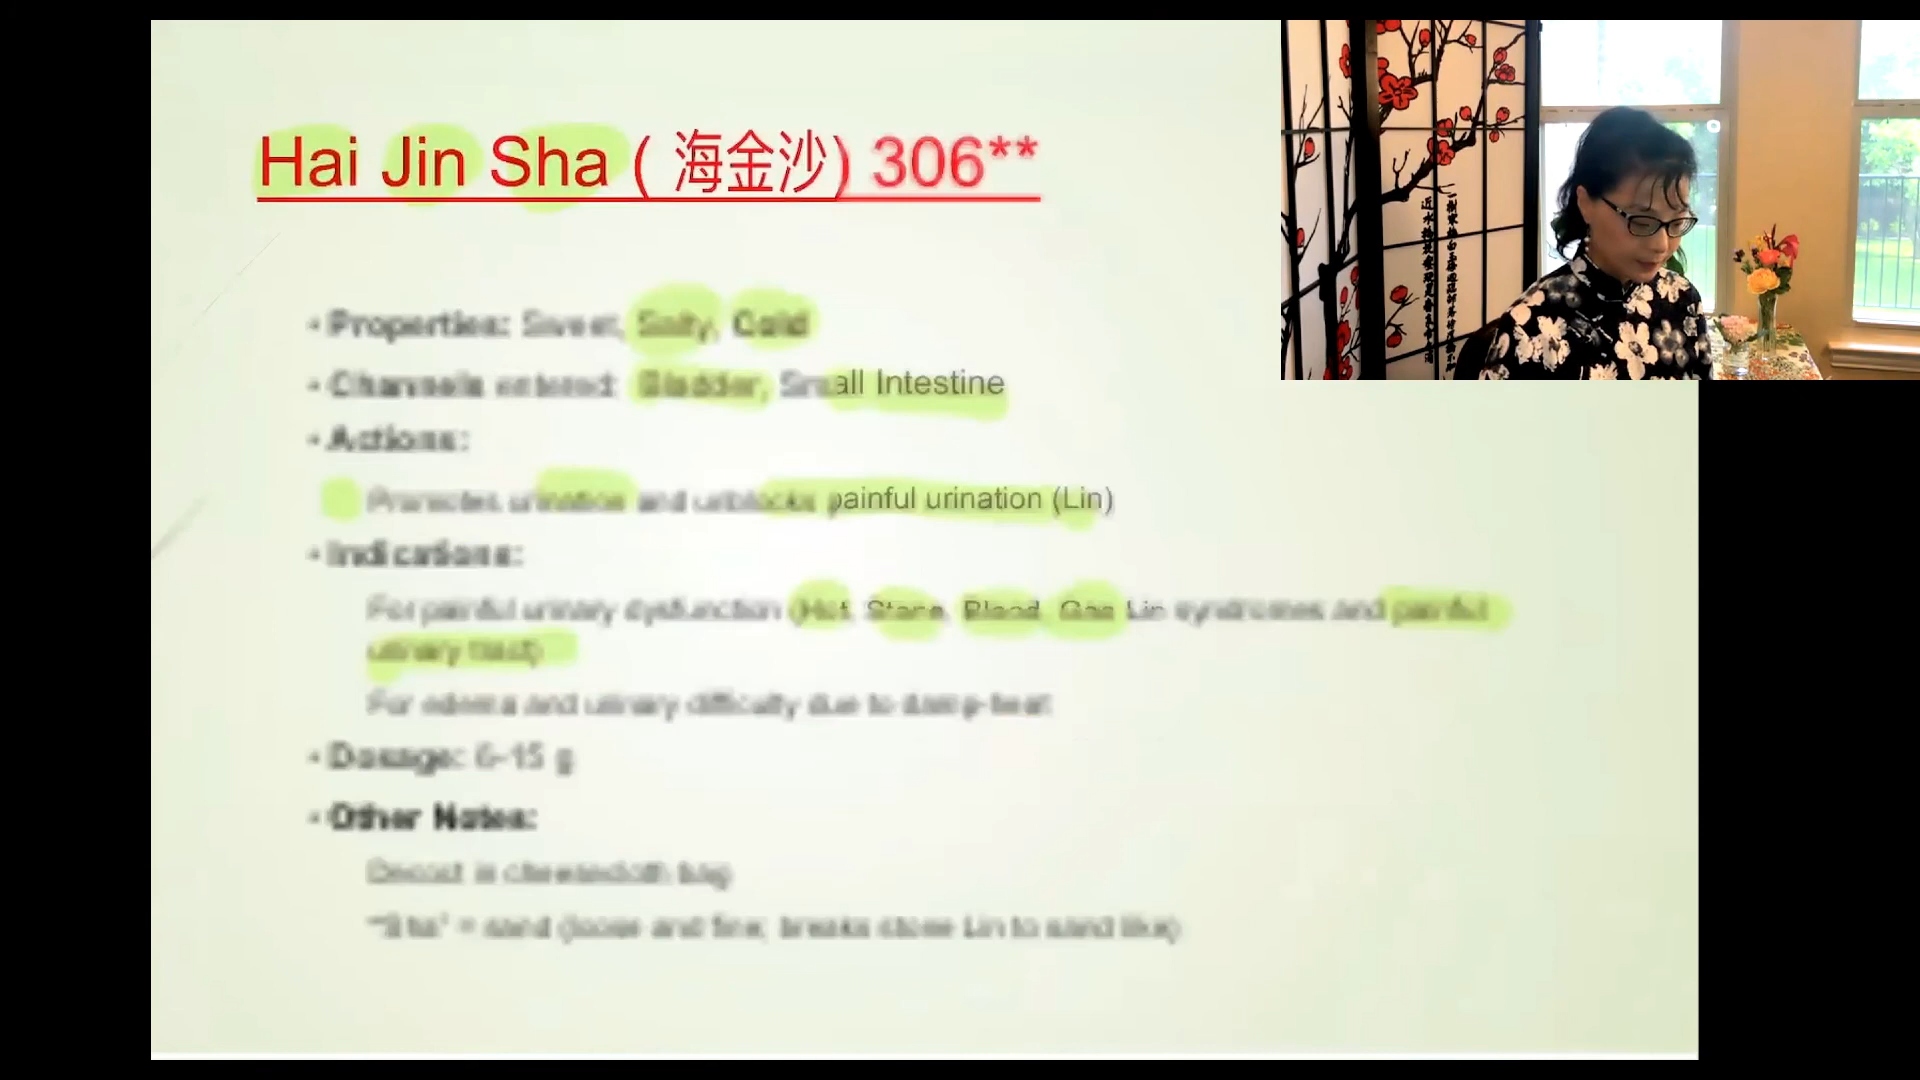 Hai Jin Sha ( 海金沙) 306**
• Properties: Sweet, Salty, Cold
• Channels entered: Bladder, Small Intestine
• Actions:
Promotes urination and unblocks painful urination (Lin)
• Indications:
For painful urinary dysfunction (Hot, Stone, Blood, Gao Lin syndromes and painful
urinary tract)
For edema and urinary difficulty due to damp-heat
• Dosage: 6-15 g
• Other Notes:
Decoct in cheesecloth bag
"Sha" = sand (loose and fine, breaks stone Lin to sand like)